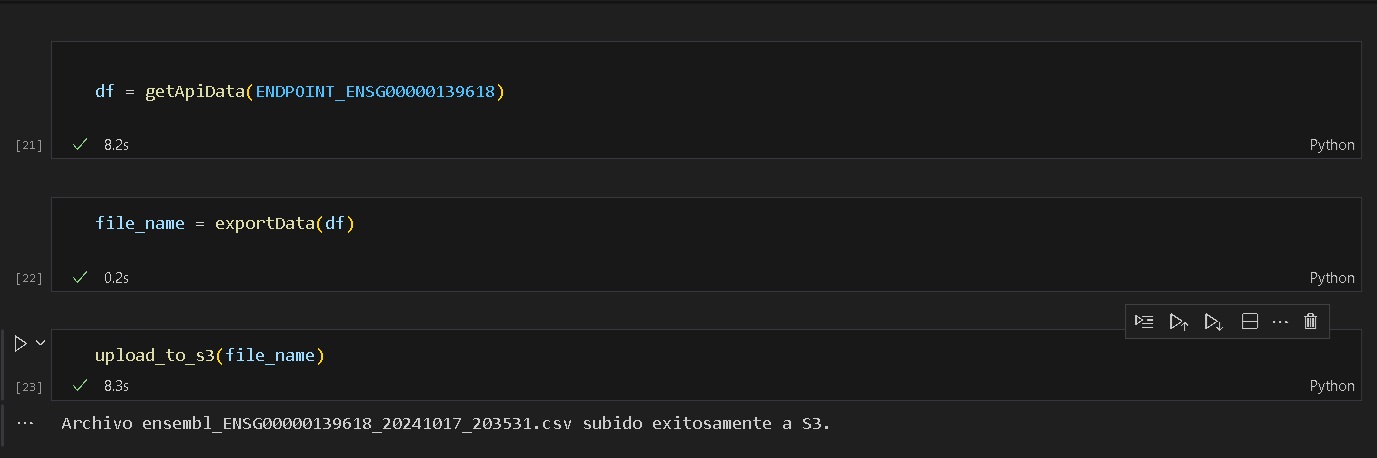 df = getApiData(ENDPOINT_ENSG00000139618)
[21]
8.2s
Python
file_name = exportData(df)
[22]
0.2s
Python
upload_to_s3(file_name)
[23]
8.3s
Python
... Archivo ensembl_ENSG00000139618_20241017_203531.csv subido exitosamente a S3.